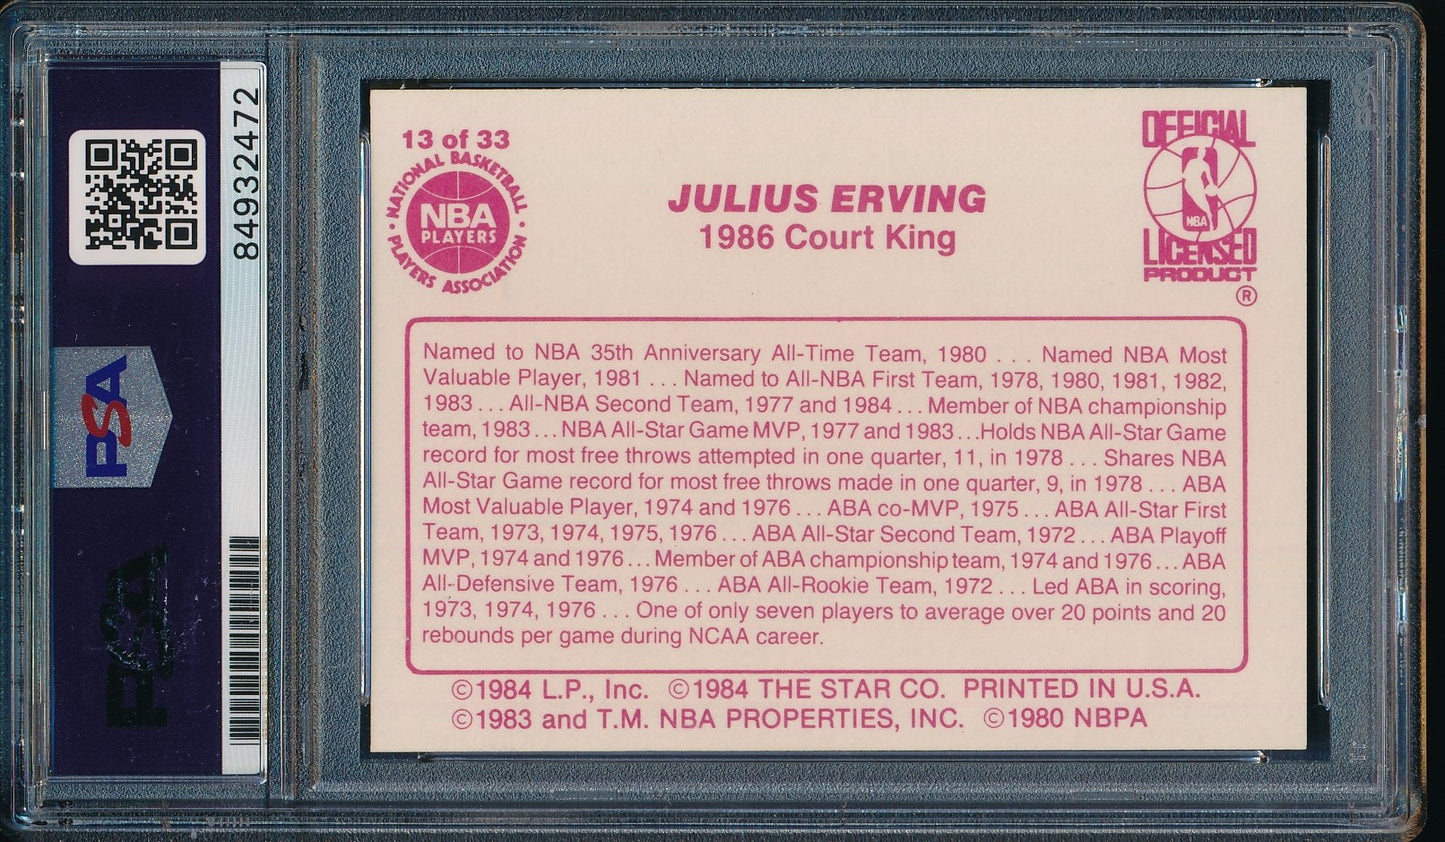 84932472
PSA
PSA
13 of 33
NATIONAL BASKETBALL
NBA
PLAYERS
PLAYERS ASSOCIATION
JULIUS ERVING
1986 Court King
OFFICIAL
NBA
LICENSED
PRODUCT
®
Named to NBA 35th Anniversary All-Time Team, 1980 . . . Named NBA Most
Valuable Player, 1981 . . . Named to All-NBA First Team, 1978, 1980, 1981, 1982,
1983 . . . All-NBA Second Team, 1977 and 1984 . . . Member of NBA championship
team, 1983 . . . NBA All-Star Game MVP, 1977 and 1983 . . . Holds NBA All-Star Game
record for most free throws attempted in one quarter, 11, in 1978 . . . Shares NBA
All-Star Game record for most free throws made in one quarter, 9, in 1978 . . . ABA
Most Valuable Player, 1974 and 1976 . . . ABA co-MVP, 1975 . . . ABA All-Star First
Team, 1973, 1974, 1975, 1976 . . . ABA All-Star Second Team, 1972 . . . ABA Playoff
MVP, 1974 and 1976 . . . Member of ABA championship team, 1974 and 1976 . . . ABA
All-Defensive Team, 1976 . . . ABA All-Rookie Team, 1972 . . . Led ABA in scoring,
1973, 1974, 1976 . . . One of only seven players to average over 20 points and 20
rebounds per game during NCAA career.
©1984 L.P., Inc. ©1984 THE STAR CO. PRINTED IN U.S.A.
©1983 and T.M. NBA PROPERTIES, INC. ©1980 NBPA